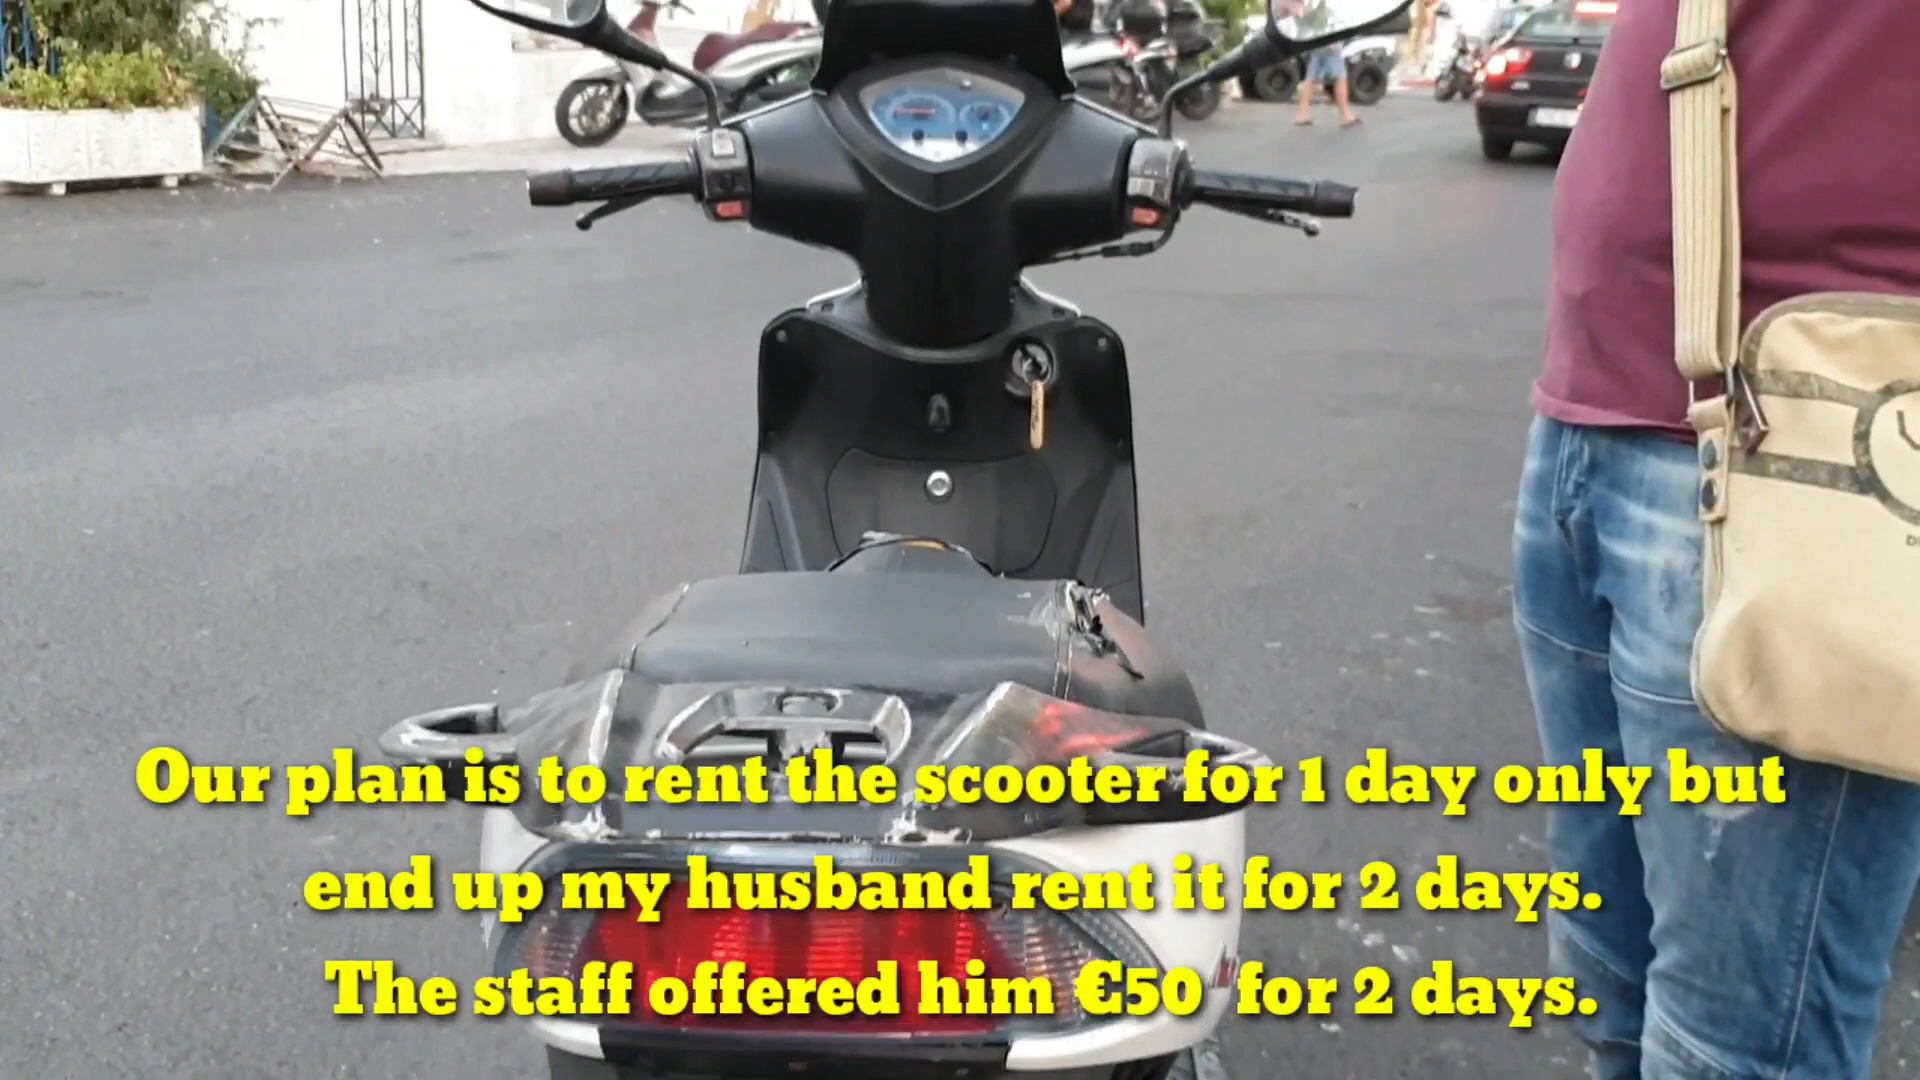 Our plan is to rent the scooter for 1 day only but
end up my husband rent it for 2 days.
The staff offered him €50 for 2 days.